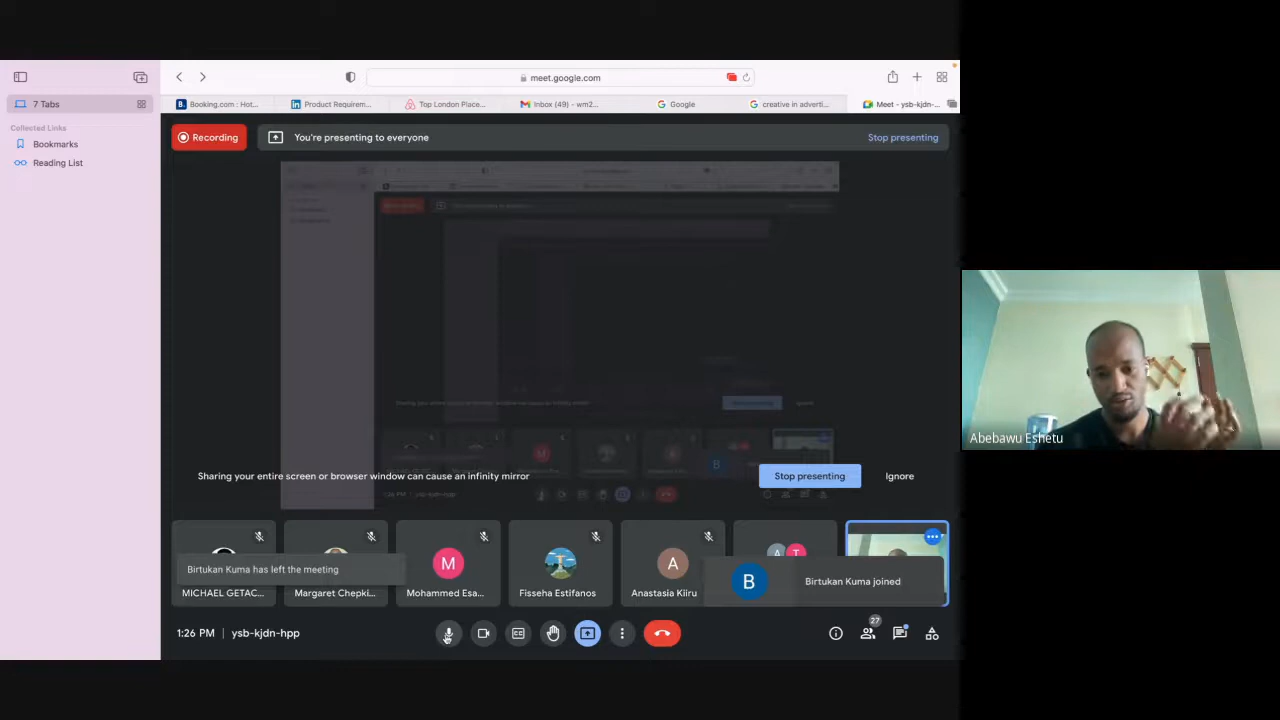 meet.google.com
7 Tabs
Booking.com : Hot...
Product Requirem...
Top London Place...
Inbox (49) - wm2...
Google
creative in adverti...
Meet - ysb-kjdn-...
Collected Links
Bookmarks
Reading List
Recording
You're presenting to everyone
Stop presenting
Sharing your entire screen or browser window can cause an infinity mirror
Stop presenting
Ignore
Abebawu Eshetu
M
A
A
T
Birtukan Kuma has left the meeting
B
Birtukan Kuma joined
MICHAEL GETAC...
Margaret Chepki...
Mohammed Esa...
Fisseha Estifanos
Anastasia Kiiru
1:26 PM
ysb-kjdn-hpp
27